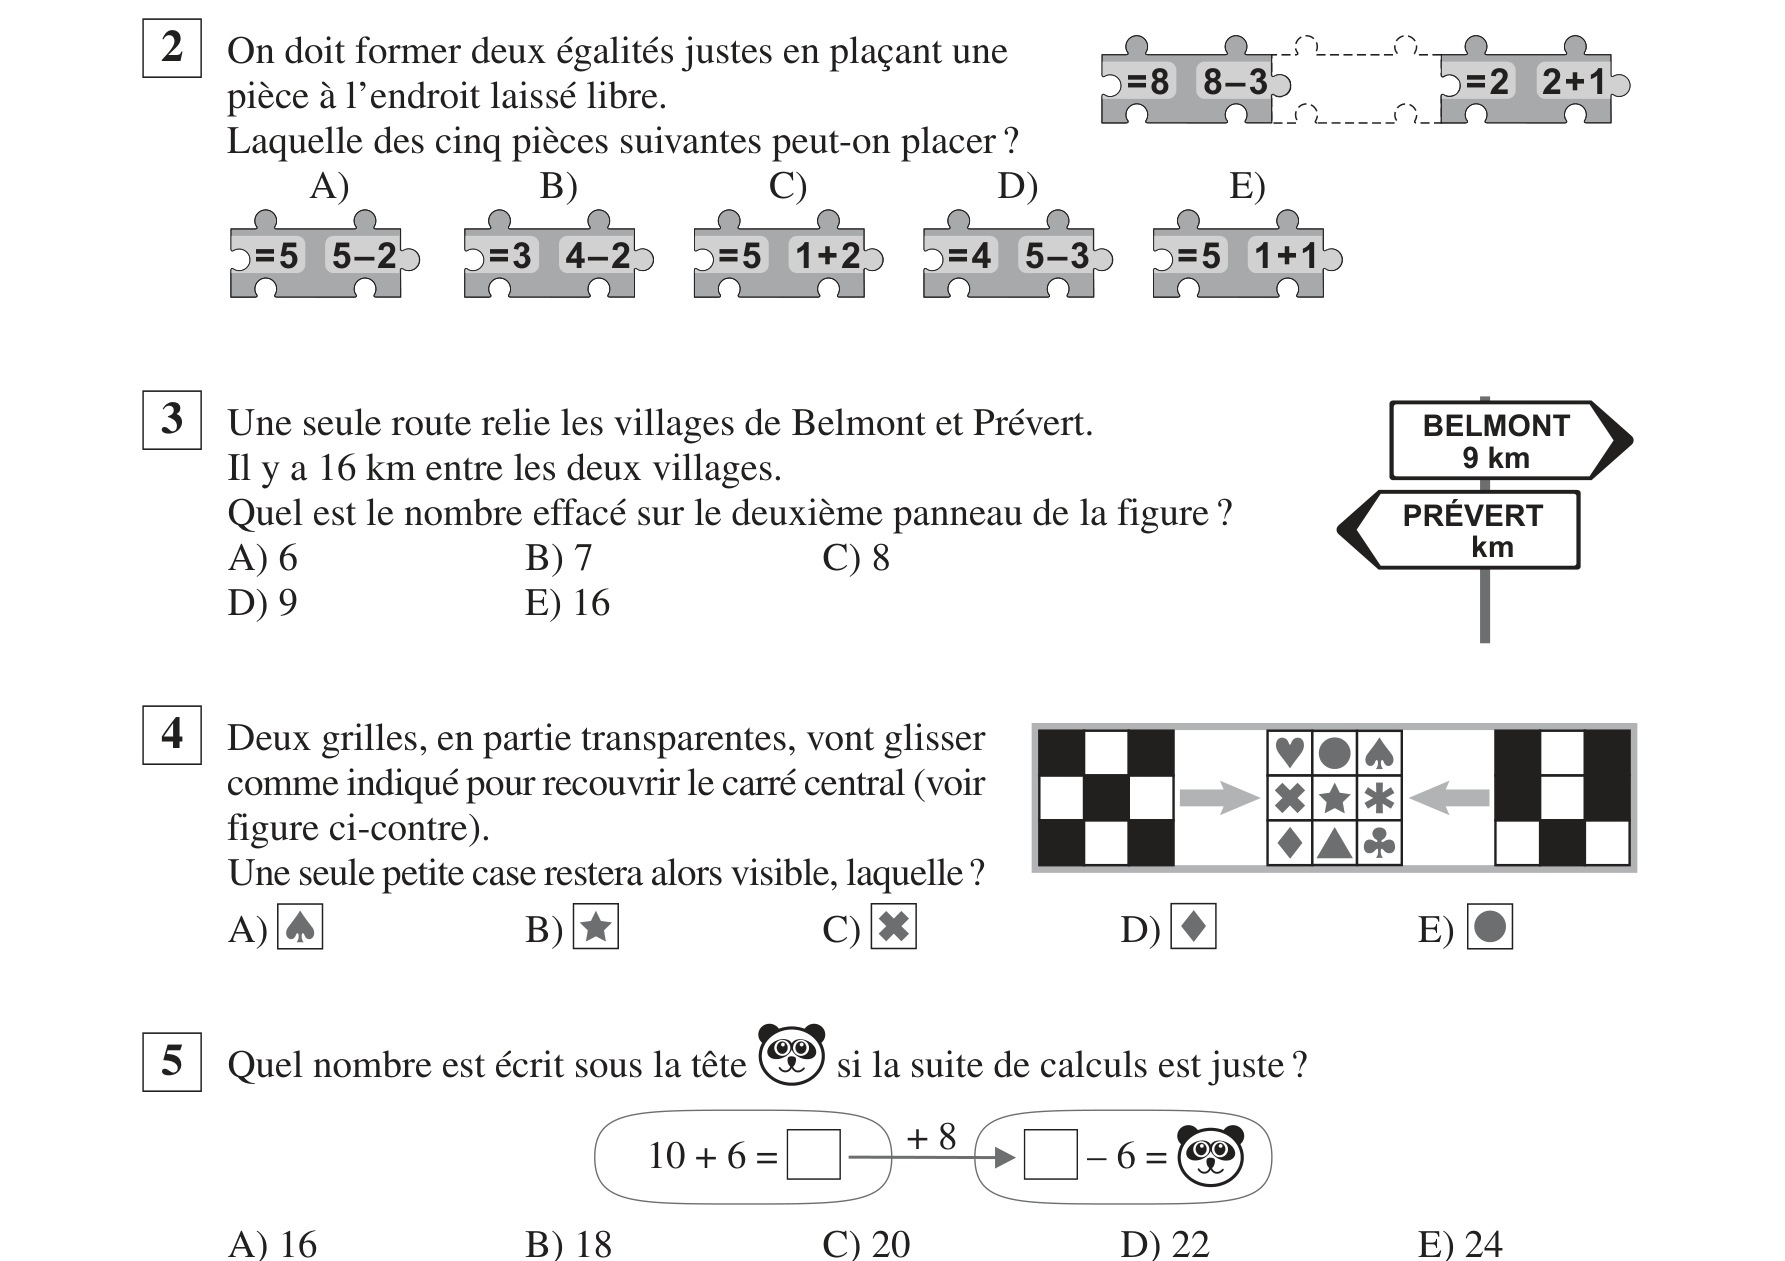 2 On doit former deux égalités justes en plaçant une
pièce à l’endroit laissé libre.
Laquelle des cinq pièces suivantes peut-on placer ?
=8 8–3 =2 2+1
A) B) C) D) E)
=5 5–2 =3 4–2 =5 1+2 =4 5–3 =5 1+1
3 Une seule route relie les villages de Belmont et Prévert.
Il y a 16 km entre les deux villages.
Quel est le nombre effacé sur le deuxième panneau de la figure ?
A) 6 B) 7 C) 8
D) 9 E) 16
BELMONT
9 km
PRÉVERT
km
4 Deux grilles, en partie transparentes, vont glisser
comme indiqué pour recouvrir le carré central (voir
figure ci-contre).
Une seule petite case restera alors visible, laquelle ?
A) B) C) D) E)
5 Quel nombre est écrit sous la tête si la suite de calculs est juste ?
10 + 6 = + 8 – 6 =
A) 16 B) 18 C) 20 D) 22 E) 24